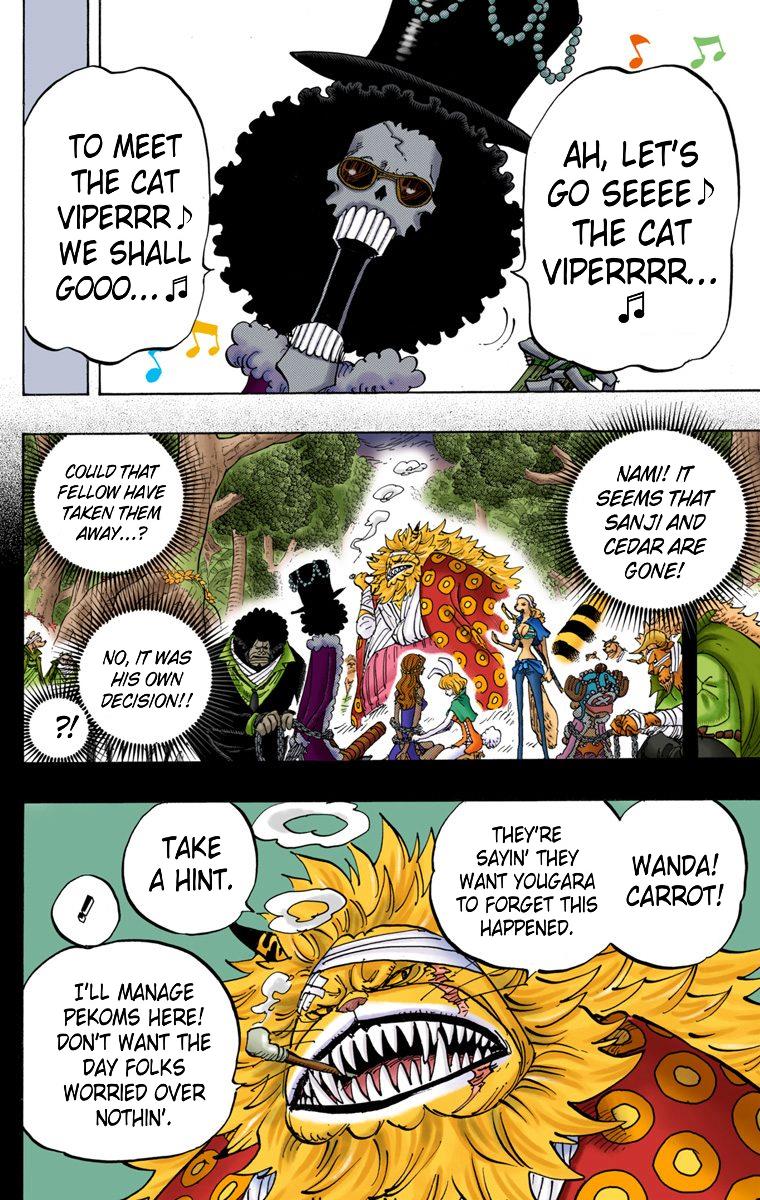 AH, LET'S
GO SEEEE♪
THE CAT
VIPERRRR...
♫
TO MEET
THE CAT
VIPERRR♪
WE SHALL
GOOO...♫
NAMI! IT
SEEMS THAT
SANJI AND
CEDAR ARE
GONE!
COULD THAT
FELLOW HAVE
TAKEN THEM
AWAY...?
NO, IT WAS
HIS OWN
DECISION!!
?!
WANDA!
CARROT!
THEY'RE
SAYIN' THEY
WANT YOUGARA
TO FORGET THIS
HAPPENED.
TAKE
A HINT.
!
I'LL MANAGE
PEKOMS HERE!
DON'T WANT THE
DAY FOLKS
WORRIED OVER
NOTHIN'.